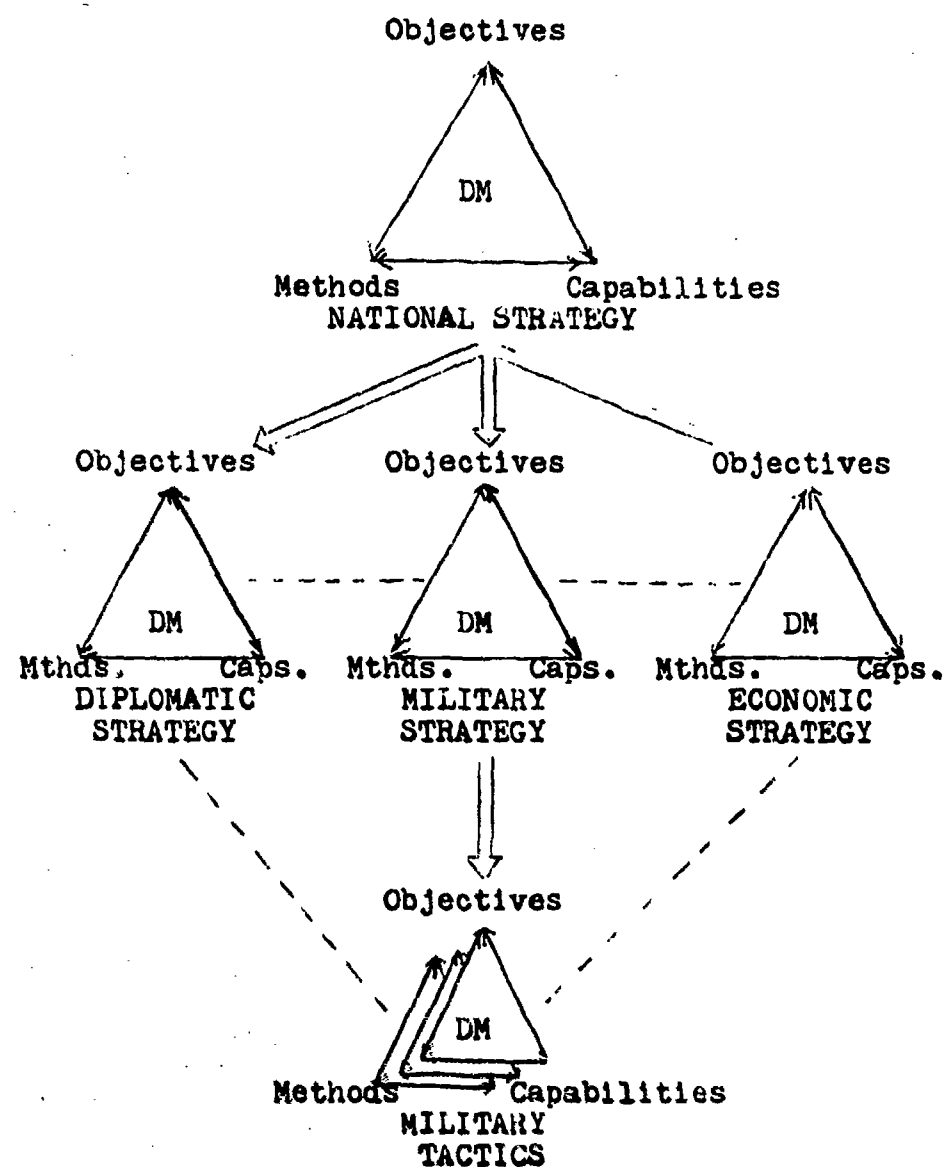 Objectives
DM
Methods Capabilities
NATIONAL STRATEGY
Objectives Objectives Objectives
DM DM DM
Mthds. Caps. Mthds. Caps. Mthds. Caps.
DIPLOMATIC MILITARY ECONOMIC
STRATEGY STRATEGY STRATEGY
Objectives
DM
Methods Capabilities
MILITARY
TACTICS